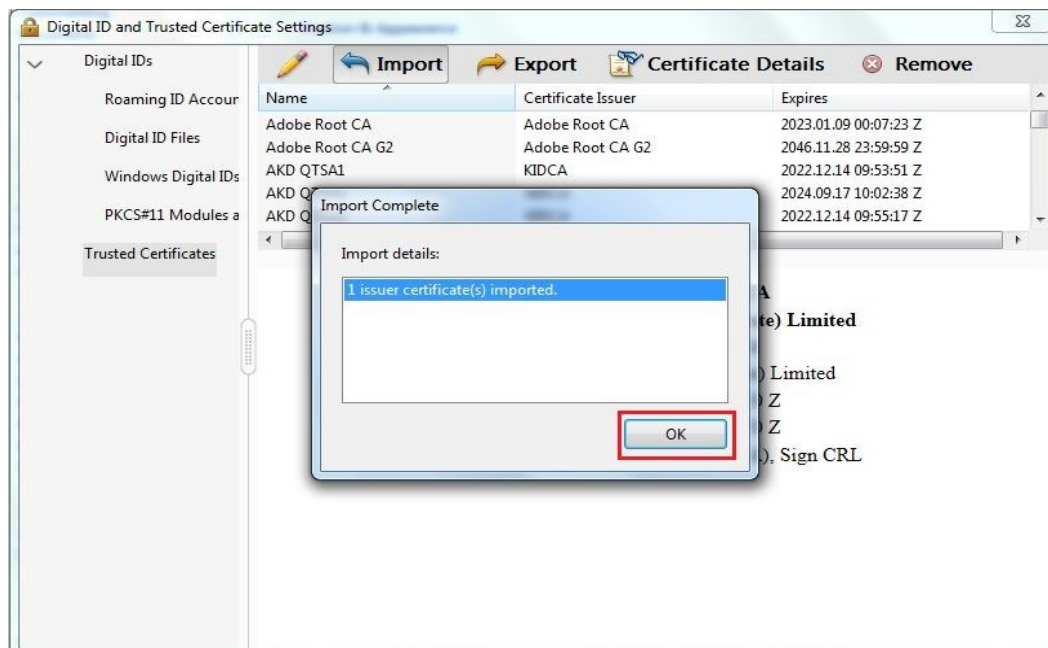 Digital ID and Trusted Certificate Settings
Digital IDs
Roaming ID Accour
Digital ID Files
Windows Digital IDs
PKCS#11 Modules a
Trusted Certificates
Import Export Certificate Details Remove
Name Certificate Issuer Expires
Adobe Root CA Adobe Root CA 2023.01.09 00:07:23 Z
Adobe Root CA G2 Adobe Root CA G2 2046.11.28 23:59:59 Z
AKD QTSA1 KIDCA 2022.12.14 09:53:51 Z
AKD 2024.09.17 10:02:38 Z
AKD 2022.12.14 09:55:17 Z
Import Complete
Import details:
1 issuer certificate(s) imported.
OK
A
te) Limited
) Limited
Z
Z
), Sign CRL